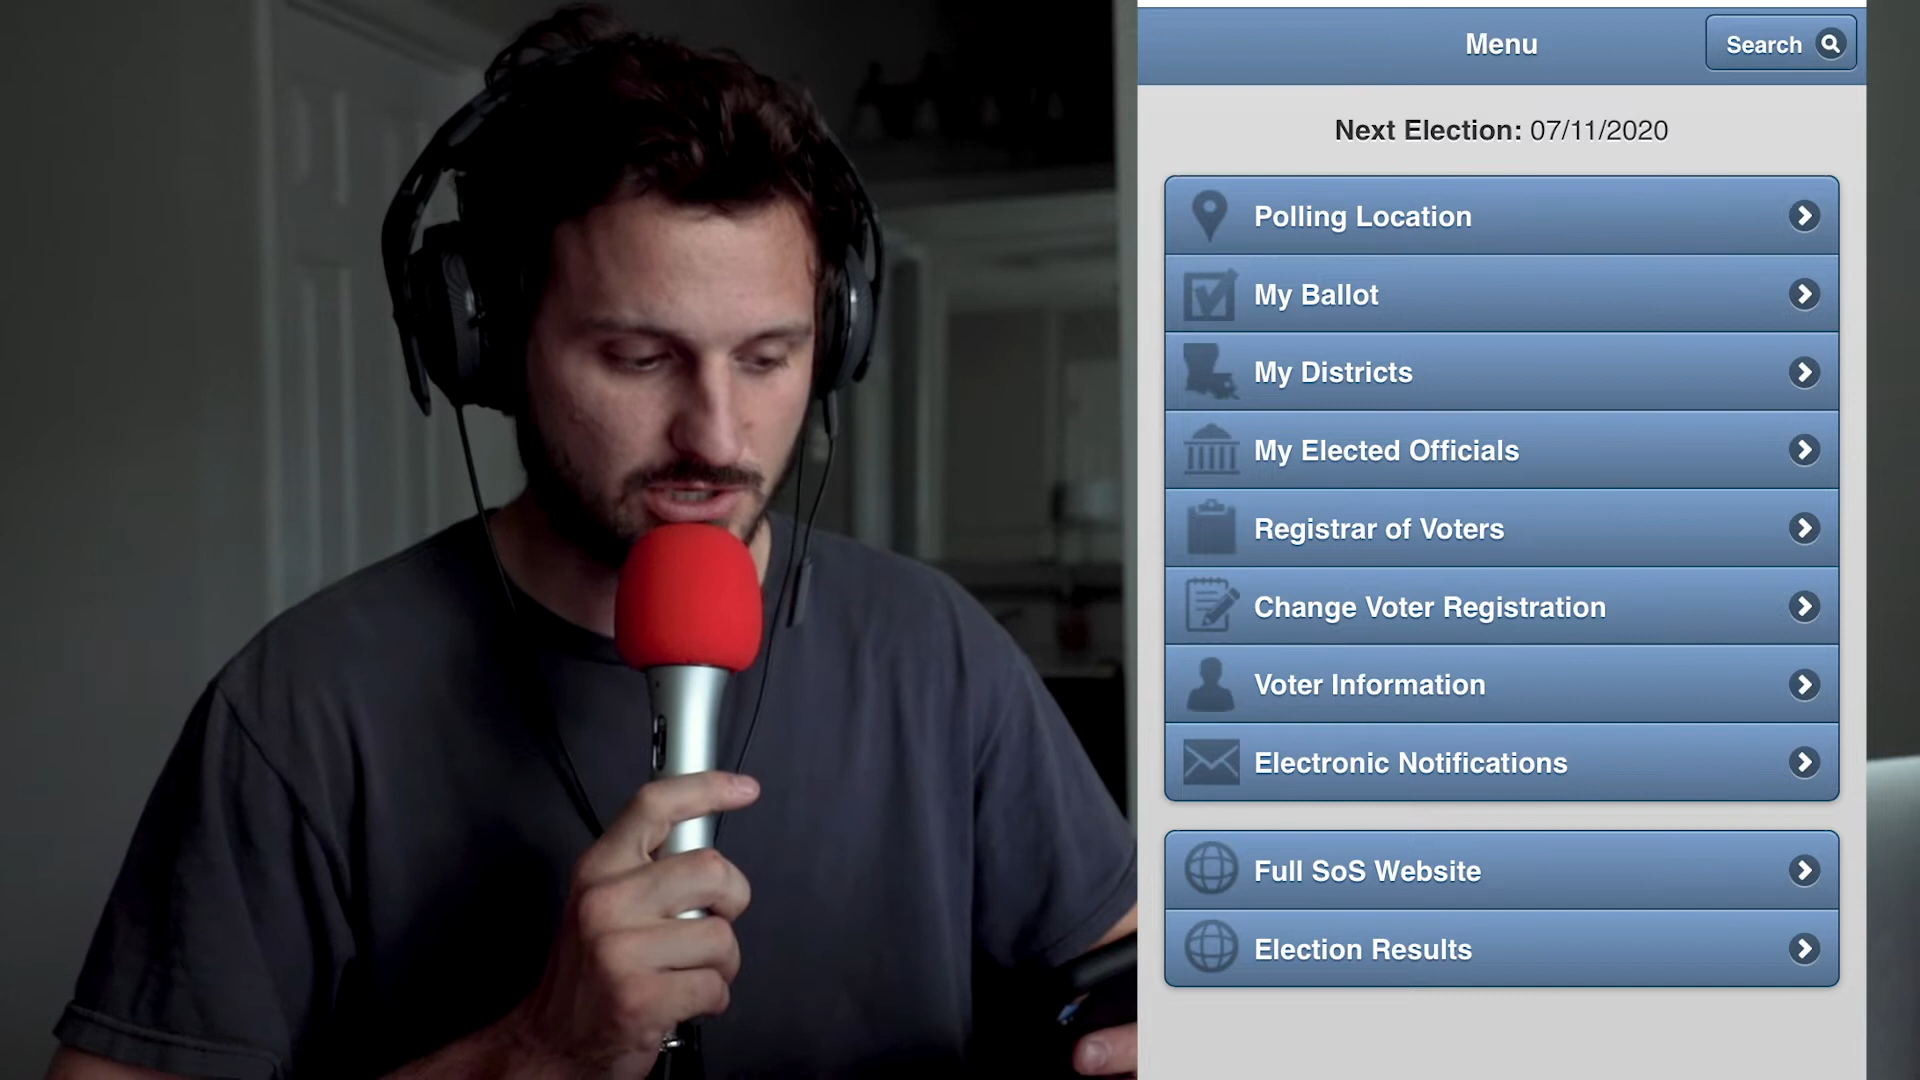 Menu
Search
Next Election: 07/11/2020
Polling Location
My Ballot
My Districts
My Elected Officials
Registrar of Voters
Change Voter Registration
Voter Information
Electronic Notifications
Full SoS Website
Election Results